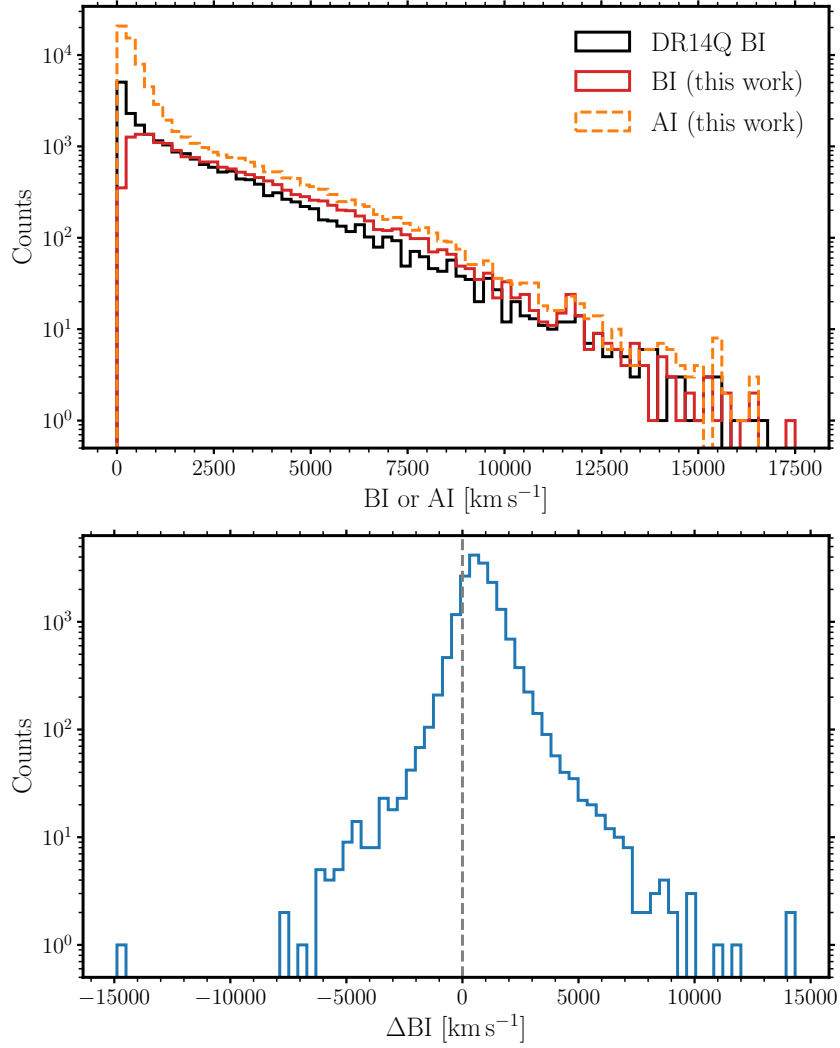 10⁴
10³
10²
10¹
10⁰
Counts
DR14Q BI
BI (this work)
AI (this work)
0 2500 5000 7500 10000 12500 15000 17500
BI or AI [km s⁻¹]
10³
10²
10¹
10⁰
Counts
−15000 −10000 −5000 0 5000 10000 15000
ΔBI [km s⁻¹]